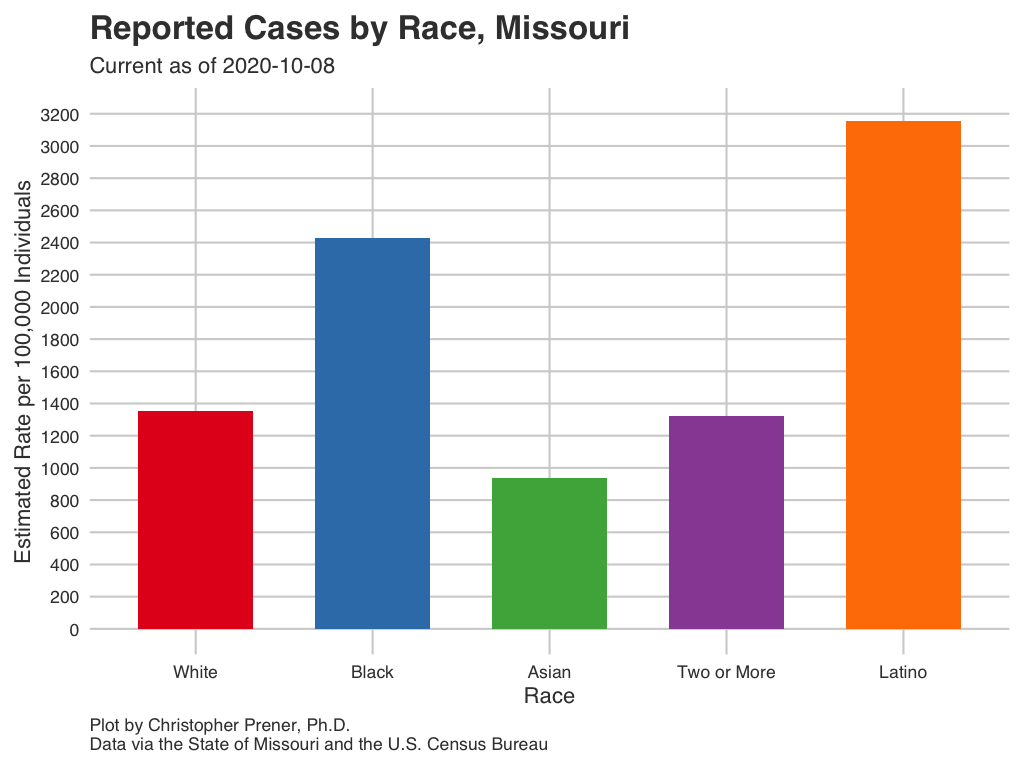 Reported Cases by Race, Missouri
Current as of 2020-10-08
Estimated Rate per 100,000 Individuals
3200
3000
2800
2600
2400
2200
2000
1800
1600
1400
1200
1000
800
600
400
200
0
White Black Asian Two or More Latino
Race
Plot by Christopher Prener, Ph.D.
Data via the State of Missouri and the U.S. Census Bureau